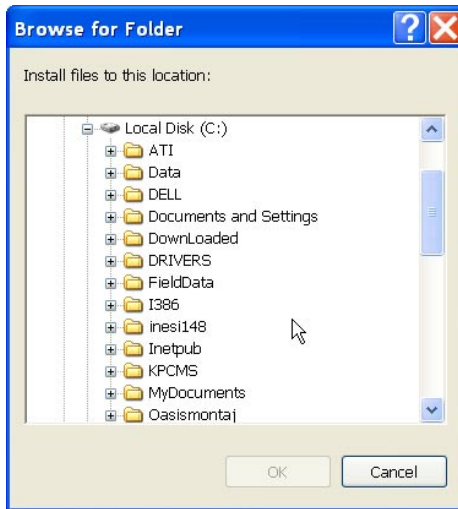 Browse for Folder
Install files to this location:
Local Disk (C:)
ATI
Data
DELL
Documents and Settings
DownLoaded
DRIVERS
FieldData
I386
inesi148
Inetpub
KPCMS
MyDocuments
Oasismontaj
OK
Cancel